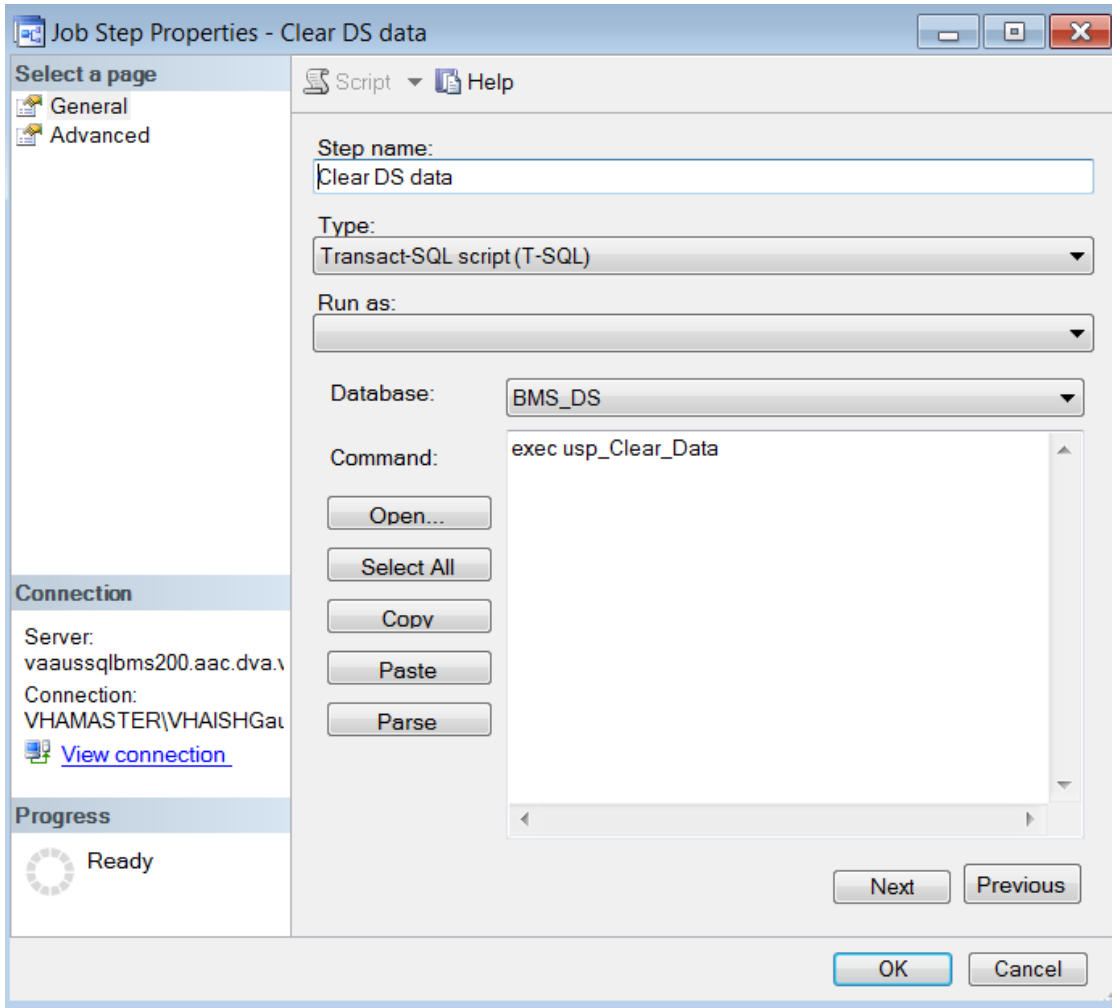 Job Step Properties - Clear DS data
Select a page
General
Advanced
Script
Help
Step name:
Clear DS data
Type:
Transact-SQL script (T-SQL)
Run as:
Database:
BMS_DS
Command:
exec usp_Clear_Data
Open...
Select All
Copy
Paste
Parse
Connection
Server:
vaaussqlbms200.aac.dva.v
Connection:
VHAMASTER\VHAISHGau
View connection
Progress
Ready
Next
Previous
OK
Cancel